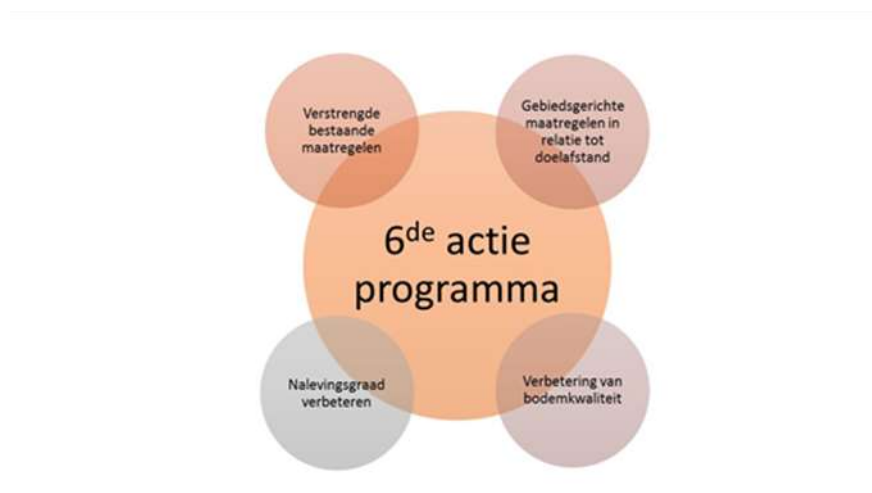 Verstrengde
bestaande
maatregelen
Gebiedsgerichte
maatregelen in
relatie tot
doelafstand
6de actie
programma
Nalevingsgraad
verbeteren
Verbetering van
bodemkwaliteit